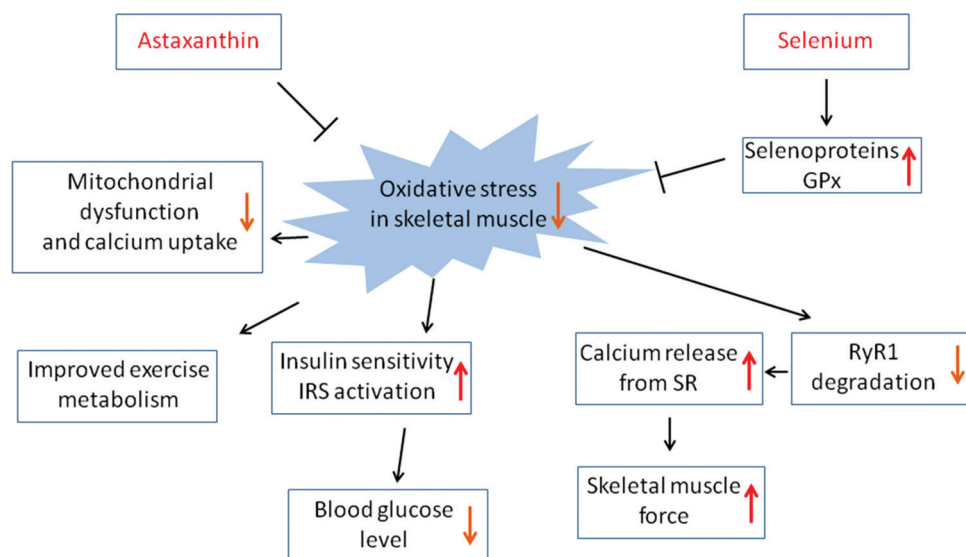 Astaxanthin
Selenium
Selenoproteins
GPx
Oxidative stress
in skeletal muscle
Mitochondrial
dysfunction
and calcium uptake
Improved exercise
metabolism
Insulin sensitivity
IRS activation
Calcium release
from SR
RyR1
degradation
Blood glucose
level
Skeletal muscle
force